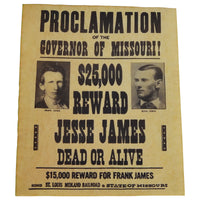 PROCLAMATION
OF THE
GOVERNOR OF MISSOURI!
$25,000
REWARD
JESSE JAMES
DEAD OR ALIVE
$15,000 REWARD FOR FRANK JAMES
ST. LOUIS MIDLAND RAILROAD & STATE OF MISSOURI